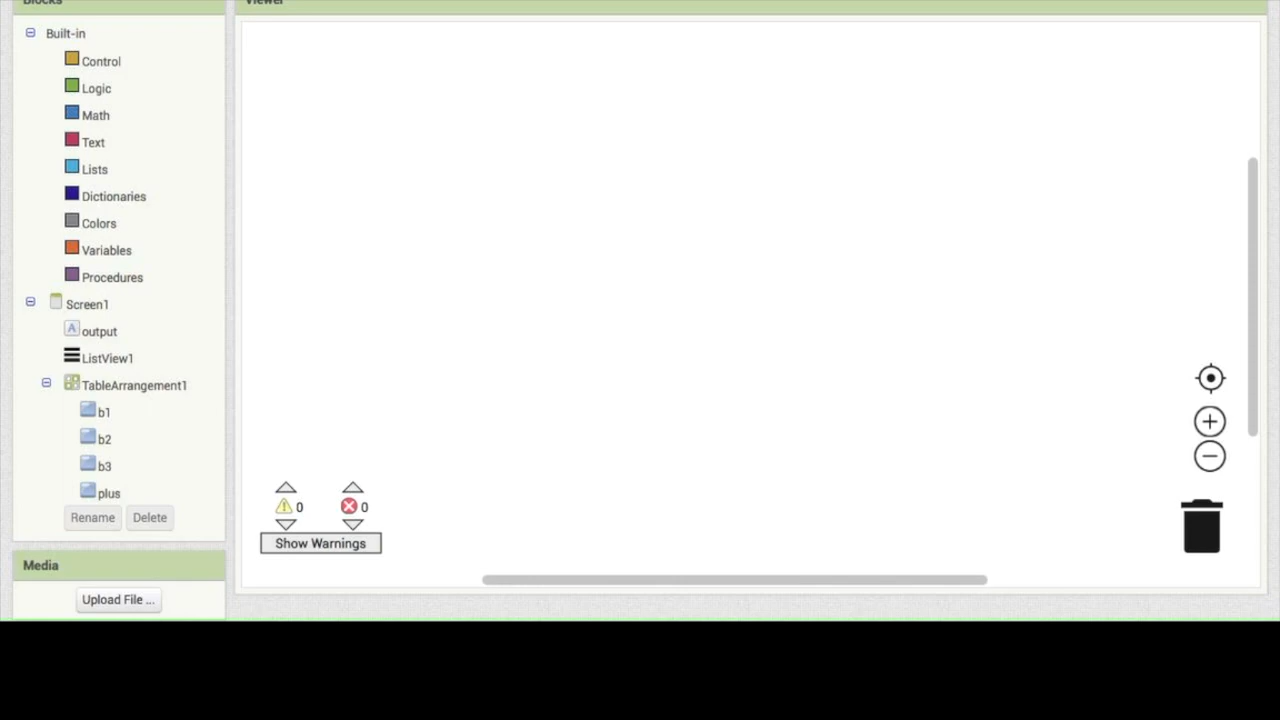 Blocks
Viewer
Built-in
Control
Logic
Math
Text
Lists
Dictionaries
Colors
Variables
Procedures
Screen1
A output
ListView1
TableArrangement1
b1
b2
b3
plus
Rename Delete
0 0
Show Warnings
Media
Upload File ...